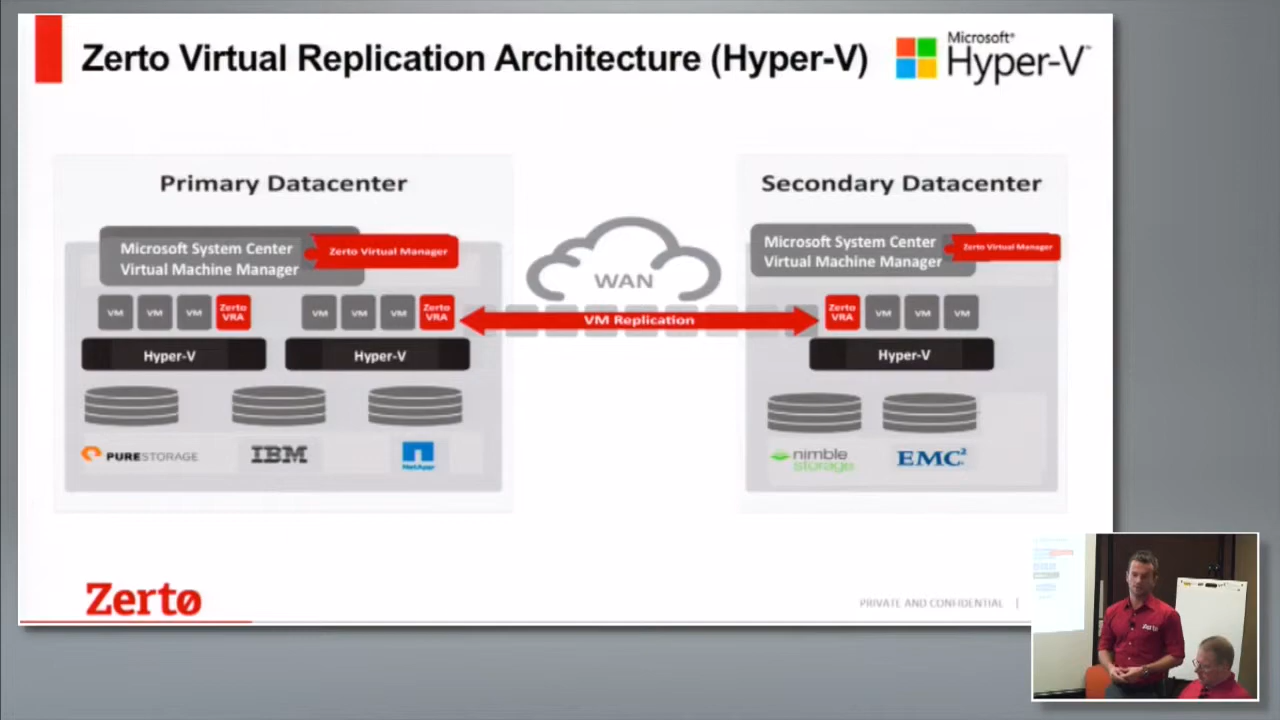 Zerto Virtual Replication Architecture (Hyper-V)
Microsoft®
Hyper-V™
Primary Datacenter
Microsoft System Center
Virtual Machine Manager
Zerto Virtual Manager
VM VM VM Zerto VRA
VM VM VM Zerto VRA
Hyper-V
Hyper-V
PURESTORAGE
IBM
NetApp
WAN
VM Replication
Secondary Datacenter
Microsoft System Center
Virtual Machine Manager
Zerto Virtual Manager
Zerto VRA VM VM VM
Hyper-V
nimble
storage
EMC²
Zertø
PRIVATE AND CONFIDENTIAL |
Zerto